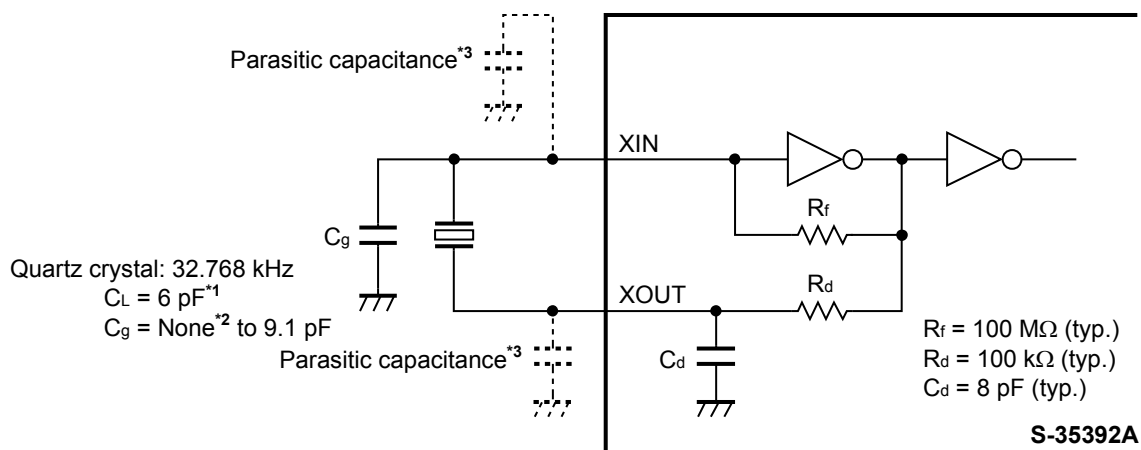 Parasitic capacitance*3
XIN
Rf
Cg
Quartz crystal: 32.768 kHz
CL = 6 pF*1
Cg = None*2 to 9.1 pF
XOUT
Rd
Parasitic capacitance*3
Cd
Rf = 100 MΩ (typ.)
Rd = 100 kΩ (typ.)
Cd = 8 pF (typ.)
S-35392A